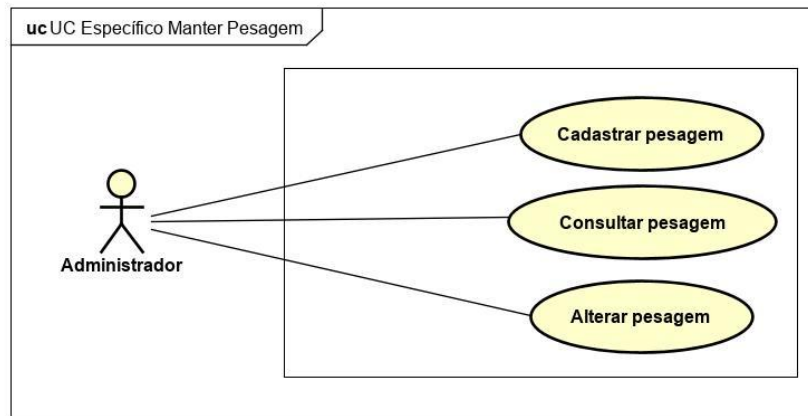 uc UC Específico Manter Pesagem
Cadastrar pesagem
Consultar pesagem
Administrador
Alterar pesagem